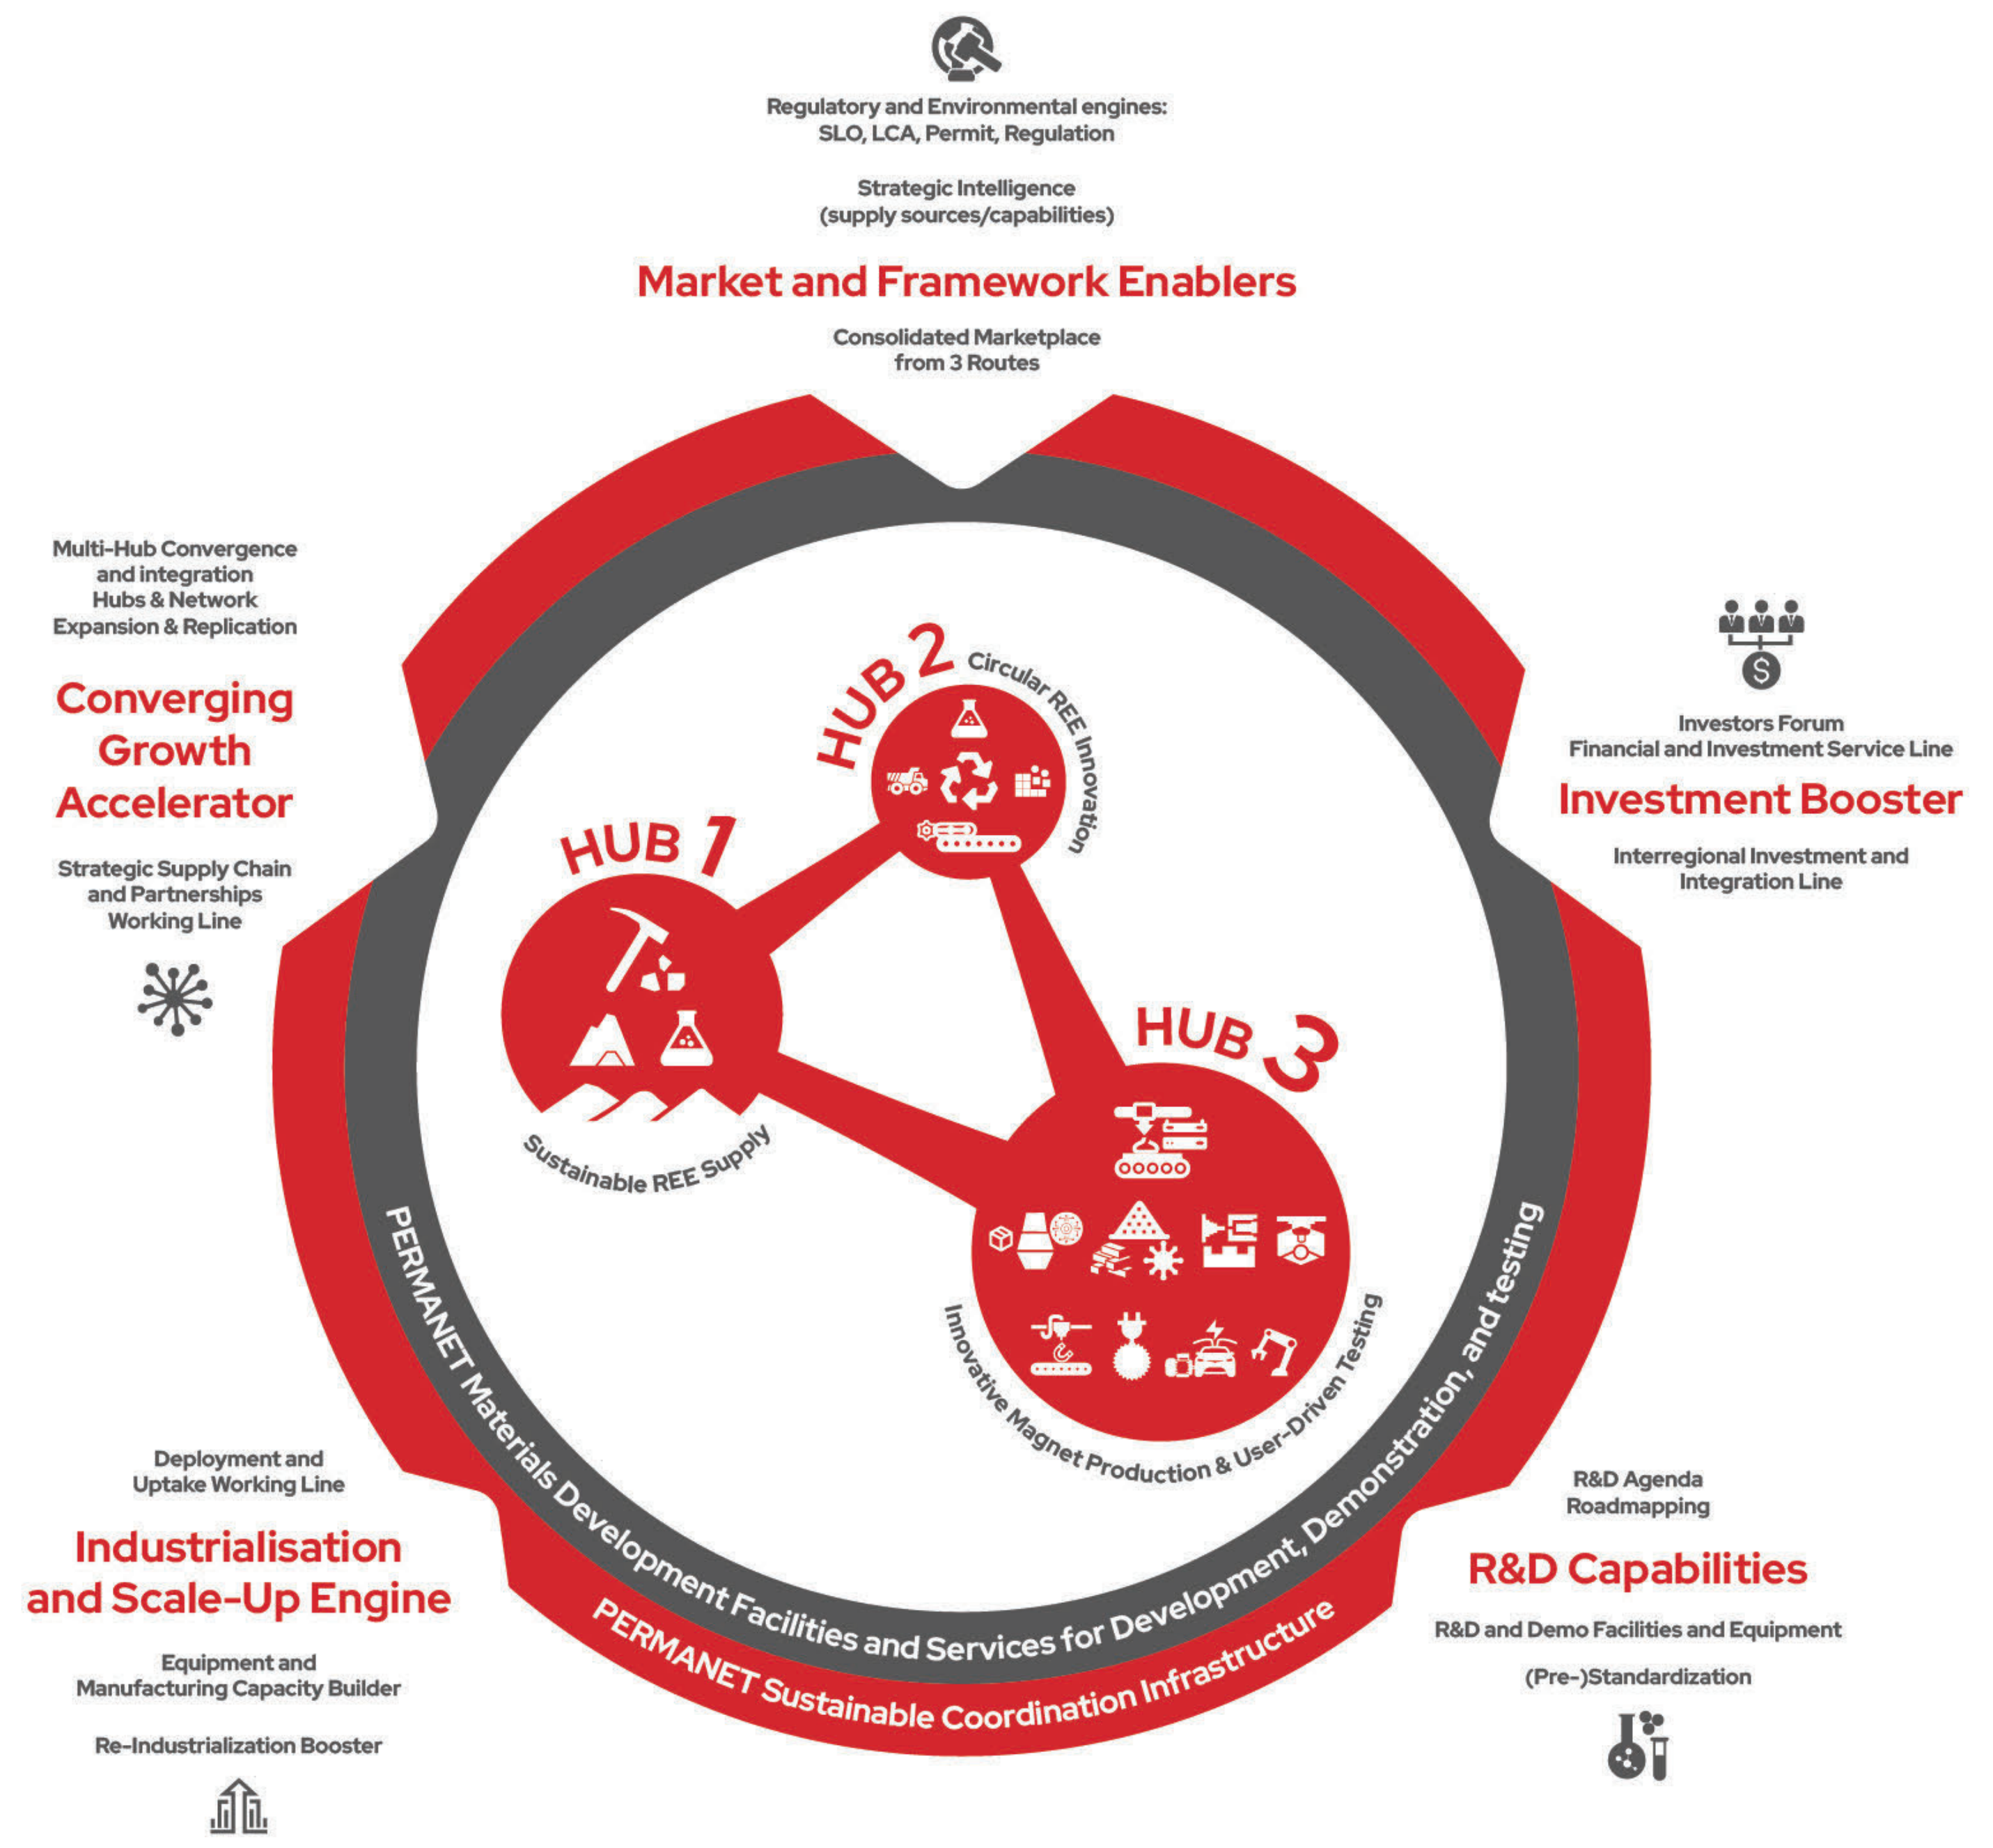 Regulatory and Environmental engines:
SLO, LCA, Permit, Regulation
Strategic Intelligence
(supply sources/capabilities)
Market and Framework Enablers
Consolidated Marketplace
from 3 Routes
Multi-Hub Convergence
and integration
Hubs & Network
Expansion & Replication
Converging
Growth
Accelerator
Strategic Supply Chain
and Partnerships
Working Line
Investors Forum
Financial and Investment Service Line
Investment Booster
Interregional Investment and
Integration Line
HUB 2
Circular REE Innovation
HUB 1
Sustainable REE Supply
HUB 3
Innovative Magnet Production & User-Driven Testing
PERMANET Materials Development Facilities and Services for Development, Demonstration, and testing
PERMANET Sustainable Coordination Infrastructure
Deployment and
Uptake Working Line
Industrialisation
and Scale-Up Engine
Equipment and
Manufacturing Capacity Builder
Re-Industrialization Booster
R&D Agenda
Roadmapping
R&D Capabilities
R&D and Demo Facilities and Equipment
(Pre-)Standardization